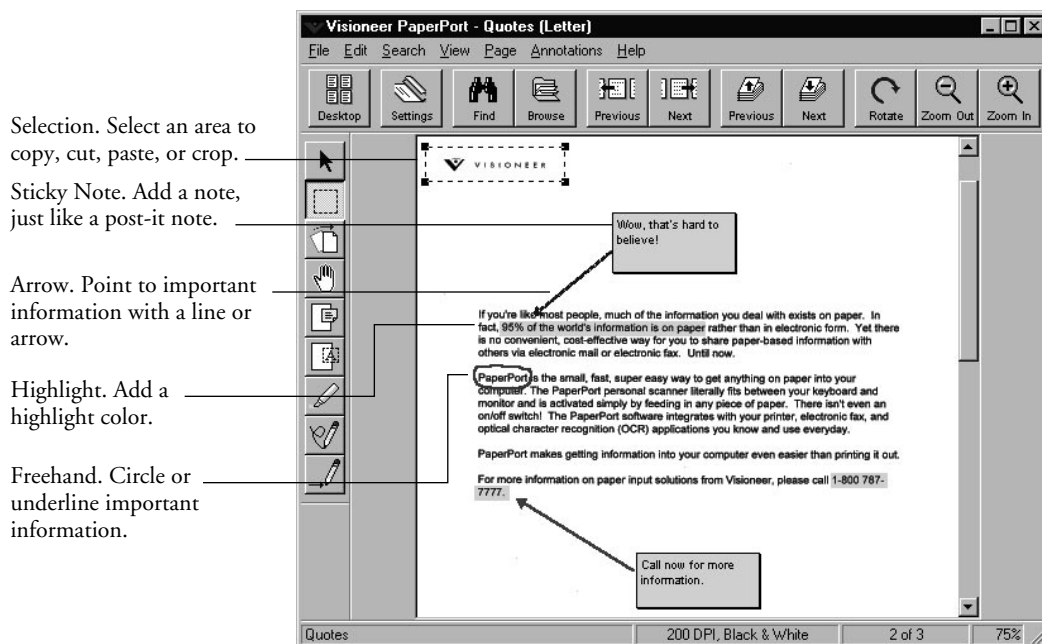 Visioneer PaperPort - Quotes (Letter)
File Edit Search View Page Annotations Help
Desktop Settings Find Browse Previous Next Previous Next Rotate Zoom Out Zoom In
Selection. Select an area to
copy, cut, paste, or crop.
Sticky Note. Add a note,
just like a post-it note.
Arrow. Point to important
information with a line or
arrow.
Highlight. Add a
highlight color.
Freehand. Circle or
underline important
information.
VISIONEER
Wow, that's hard to
believe!
If you're like most people, much of the information you deal with exists on paper. In
fact, 95% of the world's information is on paper rather than in electronic form. Yet there
is no convenient, cost-effective way for you to share paper-based information with
others via electronic mail or electronic fax. Until now.
PaperPort is the small, fast, super easy way to get anything on paper into your
computer. The PaperPort personal scanner literally fits between your keyboard and
monitor and is activated simply by feeding in any piece of paper. There isn't even an
on/off switch! The PaperPort software integrates with your printer, electronic fax, and
optical character recognition (OCR) applications you know and use everyday.
PaperPort makes getting information into your computer even easier than printing it out.
For more information on paper input solutions from Visioneer, please call 1-800 787-
7777.
Call now for more
information.
Quotes 200 DPI, Black & White 2 of 3 75%